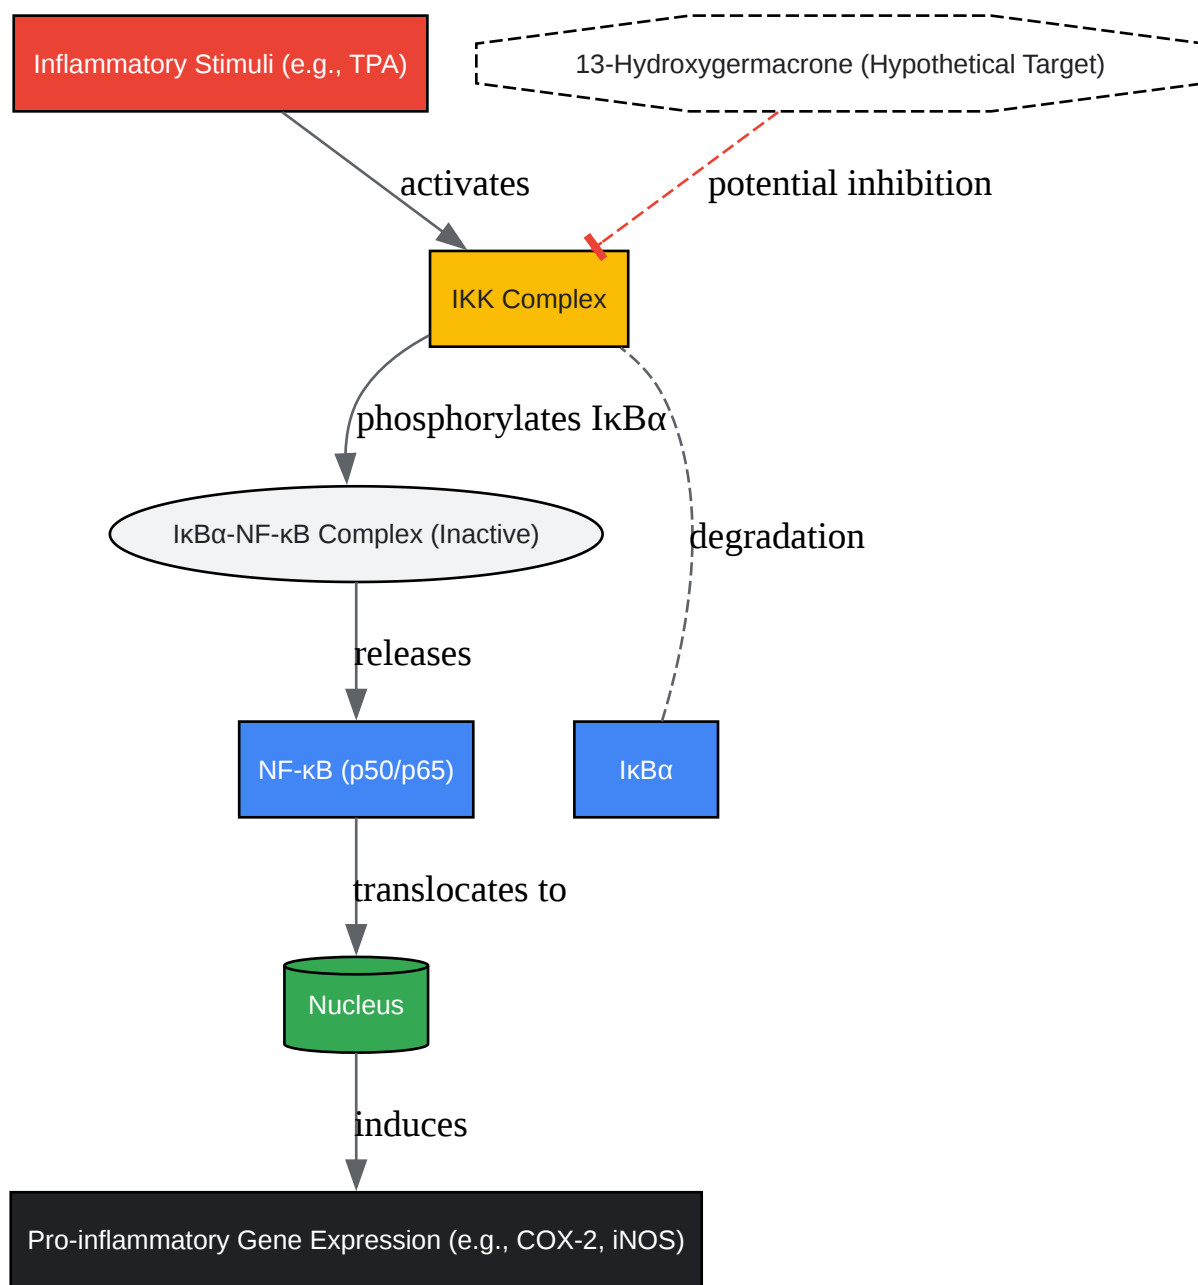 Inflammatory Stimuli (e.g., TPA)
13-Hydroxygermacrone (Hypothetical Target)
activates
potential inhibition
IKK Complex
phosphorylates IκBα
IκBα-NF-κB Complex (Inactive)
degradation
releases
NF-κB (p50/p65)
IκBα
translocates to
Nucleus
induces
Pro-inflammatory Gene Expression (e.g., COX-2, iNOS)